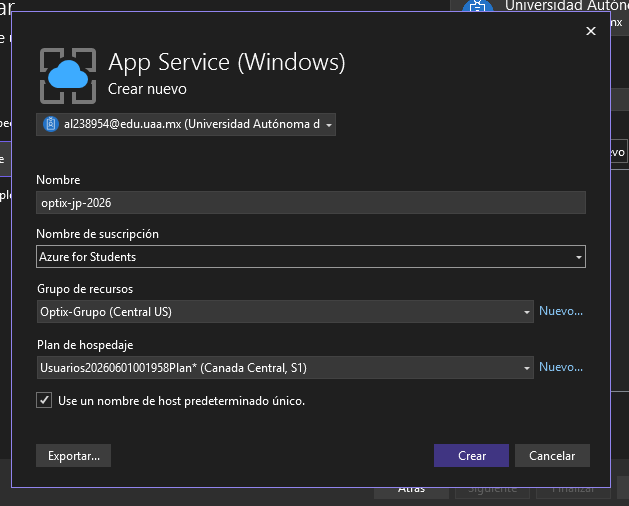 Universidad Autóno
App Service (Windows)
Crear nuevo
al238954@edu.uaa.mx (Universidad Autónoma d
Nombre
optix-jp-2026
Nombre de suscripción
Azure for Students
Grupo de recursos
Optix-Grupo (Central US)
Nuevo...
Plan de hospedaje
Usuarios20260601001958Plan* (Canada Central, S1)
Nuevo...
Use un nombre de host predeterminado único.
Exportar...
Crear
Cancelar
Atrás
Siguiente
Finalizar